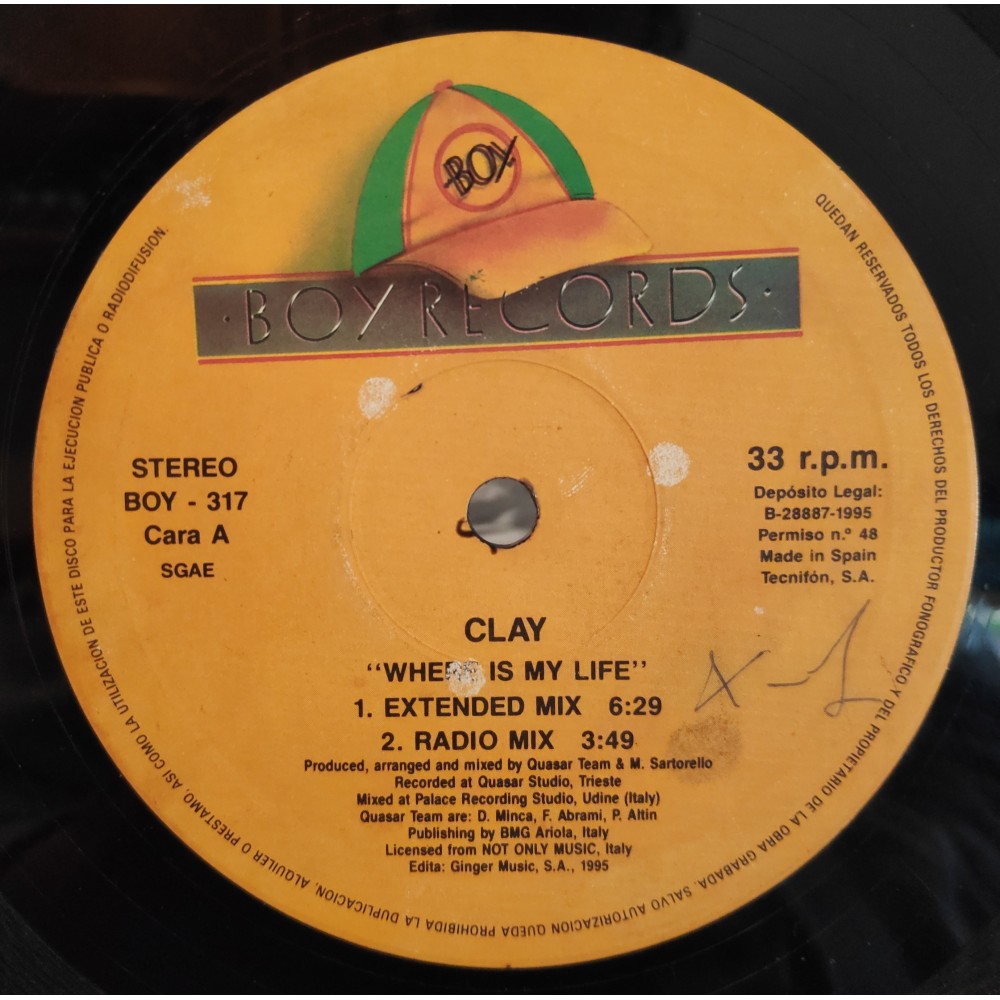 BOY
· BOY RECORDS ·
STEREO
BOY - 317
Cara A
SGAE
33 r.p.m.
Depósito Legal:
B-28887-1995
Permiso n.º 48
Made in Spain
Tecnifón, S.A.
CLAY
"WHERE IS MY LIFE"
1. EXTENDED MIX 6:29
2. RADIO MIX 3:49
Produced, arranged and mixed by Quasar Team & M. Sartorello
Recorded at Quasar Studio, Trieste
Mixed at Palace Recording Studio, Udine (Italy)
Quasar Team are: D. Minca, F. Abrami, P. Altin
Publishing by BMG Ariola, Italy
Licensed from NOT ONLY MUSIC, Italy
Edita: Ginger Music, S.A., 1995
QUEDAN RESERVADOS TODOS LOS DERECHOS DEL PRODUCTOR FONOGRAFICO Y DEL PROPIETARIO DE LA OBRA GRABADA. SALVO AUTORIZACION QUEDA PROHIBIDA LA DUPLICACION, ALQUILER O PRESTAMO, ASI COMO LA UTILIZACION DE ESTE DISCO PARA LA EJECUCION PUBLICA O RADIODIFUSION.